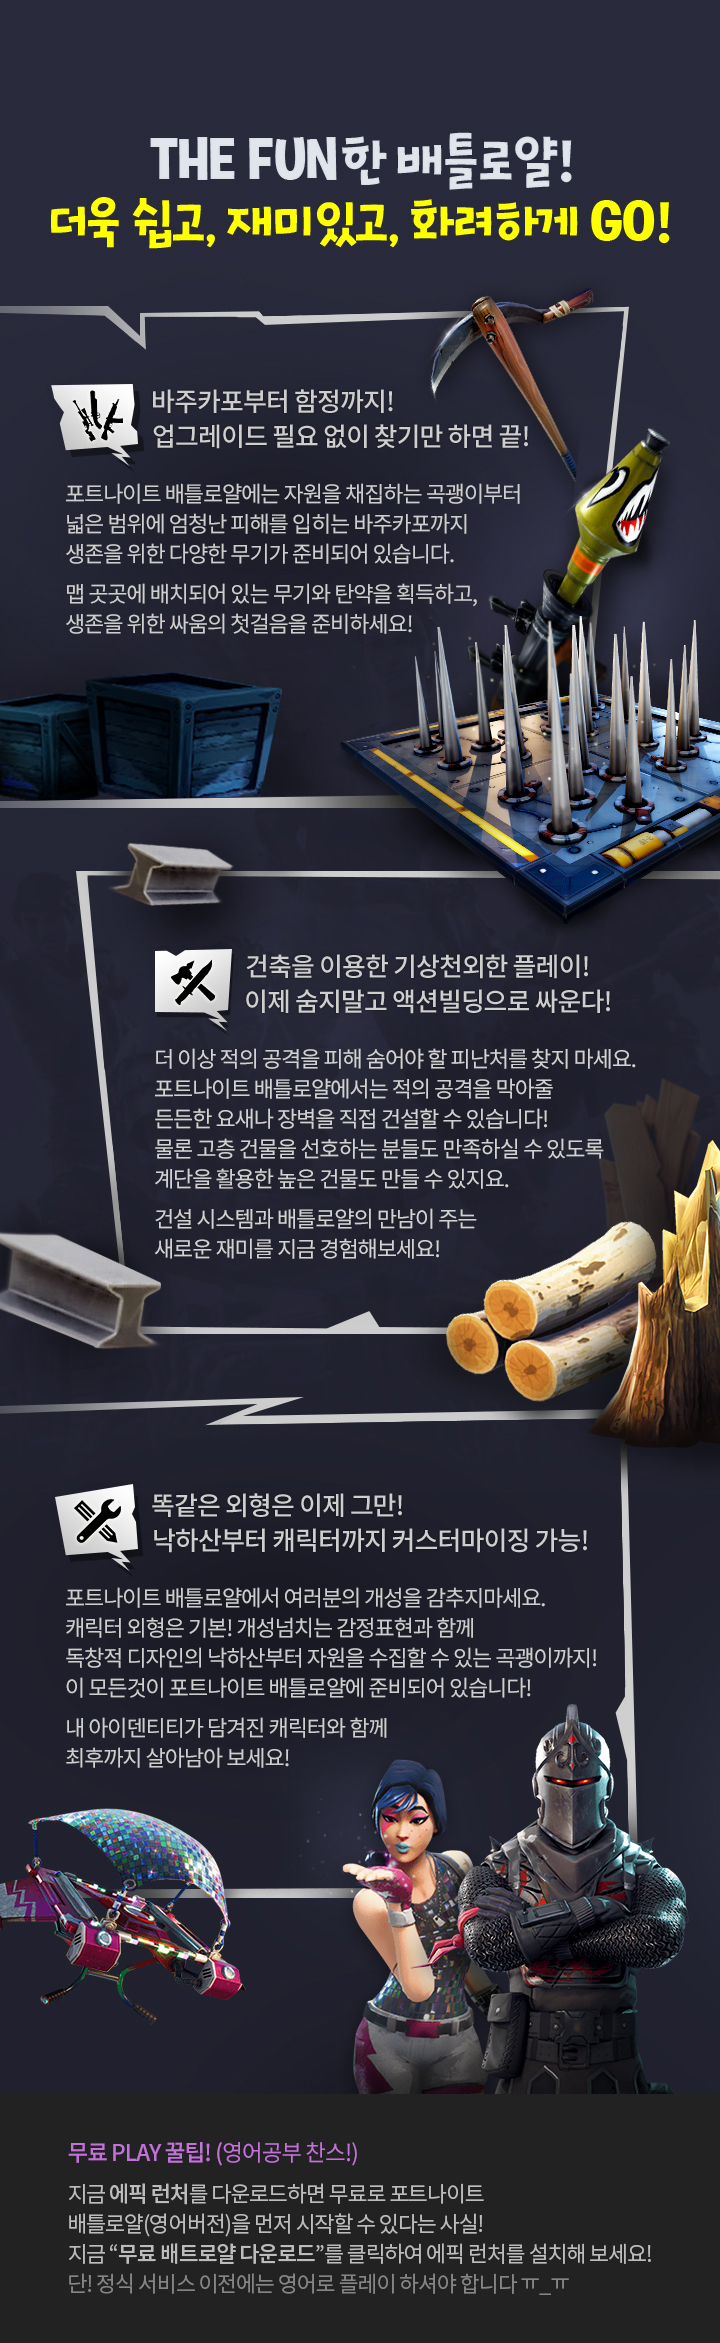 THE FUN한 배틀로얄!
더욱 쉽고, 재미있고, 화려하게 GO!
바주카포부터 함정까지!
업그레이드 필요 없이 찾기만 하면 끝!
포트나이트 배틀로얄에는 자원을 채집하는 곡괭이부터
넓은 범위에 엄청난 피해를 입히는 바주카포까지
생존을 위한 다양한 무기가 준비되어 있습니다.
맵 곳곳에 배치되어 있는 무기와 탄약을 획득하고,
생존을 위한 싸움의 첫걸음을 준비하세요!
건축을 이용한 기상천외한 플레이!
이제 숨지말고 액션빌딩으로 싸운다!
더 이상 적의 공격을 피해 숨어야 할 피난처를 찾지 마세요.
포트나이트 배틀로얄에서는 적의 공격을 막아줄
든든한 요새나 장벽을 직접 건설할 수 있습니다!
물론 고층 건물을 선호하는 분들도 만족하실 수 있도록
계단을 활용한 높은 건물도 만들 수 있지요.
건설 시스템과 배틀로얄의 만남이 주는
새로운 재미를 지금 경험해보세요!
똑같은 외형은 이제 그만!
낙하산부터 캐릭터까지 커스터마이징 가능!
포트나이트 배틀로얄에서 여러분의 개성을 감추지마세요.
캐릭터 외형은 기본! 개성넘치는 감정표현과 함께
독창적 디자인의 낙하산부터 자원을 수집할 수 있는 곡괭이까지!
이 모든것이 포트나이트 배틀로얄에 준비되어 있습니다!
내 아이덴티티가 담겨진 캐릭터와 함께
최후까지 살아남아 보세요!
무료 PLAY 꿀팁! (영어공부 찬스!)
지금 에픽 런처를 다운로드하면 무료로 포트나이트
배틀로얄(영어버전)을 먼저 시작할 수 있다는 사실!
지금 “무료 배트로얄 다운로드”를 클릭하여 에픽 런처를 설치해 보세요!
단! 정식 서비스 이전에는 영어로 플레이 하셔야 합니다 ㅠ_ㅠ